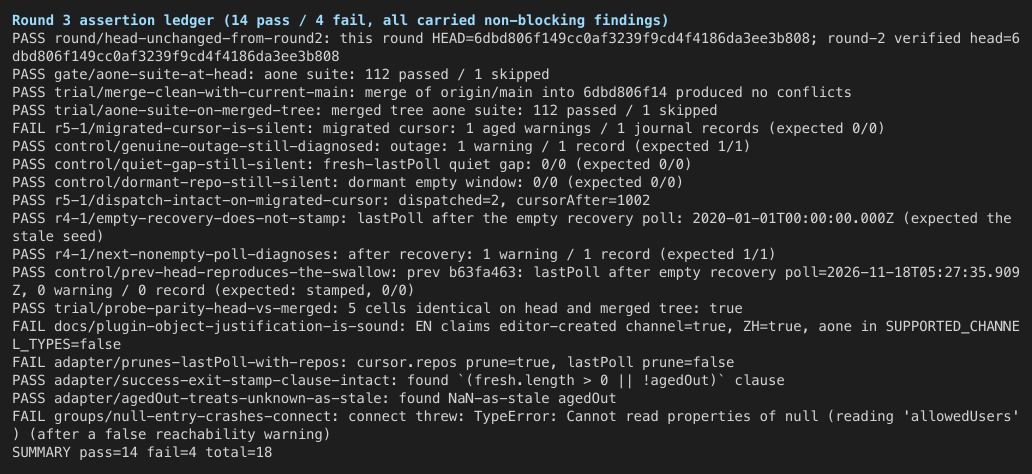 Round 3 assertion ledger (14 pass / 4 fail, all carried non-blocking findings)
PASS round/head-unchanged-from-round2: this round HEAD=6dbd806f149cc0af3239f9cd4f4186da3ee3b808; round-2 verified head=6
dbd806f149cc0af3239f9cd4f4186da3ee3b808
PASS gate/aone-suite-at-head: aone suite: 112 passed / 1 skipped
PASS trial/merge-clean-with-current-main: merge of origin/main into 6dbd806f14 produced no conflicts
PASS trial/aone-suite-on-merged-tree: merged tree aone suite: 112 passed / 1 skipped
FAIL r5-1/migrated-cursor-is-silent: migrated cursor: 1 aged warnings / 1 journal records (expected 0/0)
PASS control/genuine-outage-still-diagnosed: outage: 1 warning / 1 record (expected 1/1)
PASS control/quiet-gap-still-silent: fresh-lastPoll quiet gap: 0/0 (expected 0/0)
PASS control/dormant-repo-still-silent: dormant empty window: 0/0 (expected 0/0)
PASS r5-1/dispatch-intact-on-migrated-cursor: dispatched=2, cursorAfter=1002
PASS r4-1/empty-recovery-does-not-stamp: lastPoll after the empty recovery poll: 2020-01-01T00:00:00.000Z (expected the
stale seed)
PASS r4-1/next-nonempty-poll-diagnoses: after recovery: 1 warning / 1 record (expected 1/1)
PASS control/prev-head-reproduces-the-swallow: prev b63fa463: lastPoll after empty recovery poll=2026-11-18T05:27:35.909
Z, 0 warning / 0 record (expected: stamped, 0/0)
PASS trial/probe-parity-head-vs-merged: 5 cells identical on head and merged tree: true
FAIL docs/plugin-object-justification-is-sound: EN claims editor-created channel=true, ZH=true, aone in SUPPORTED_CHANNE
L_TYPES=false
FAIL adapter/prunes-lastPoll-with-repos: cursor.repos prune=true, lastPoll prune=false
PASS adapter/success-exit-stamp-clause-intact: found `(fresh.length > 0 || !agedOut)` clause
PASS adapter/agedOut-treats-unknown-as-stale: found NaN-as-stale agedOut
FAIL groups/null-entry-crashes-connect: connect threw: TypeError: Cannot read properties of null (reading 'allowedUsers'
) (after a false reachability warning)
SUMMARY pass=14 fail=4 total=18